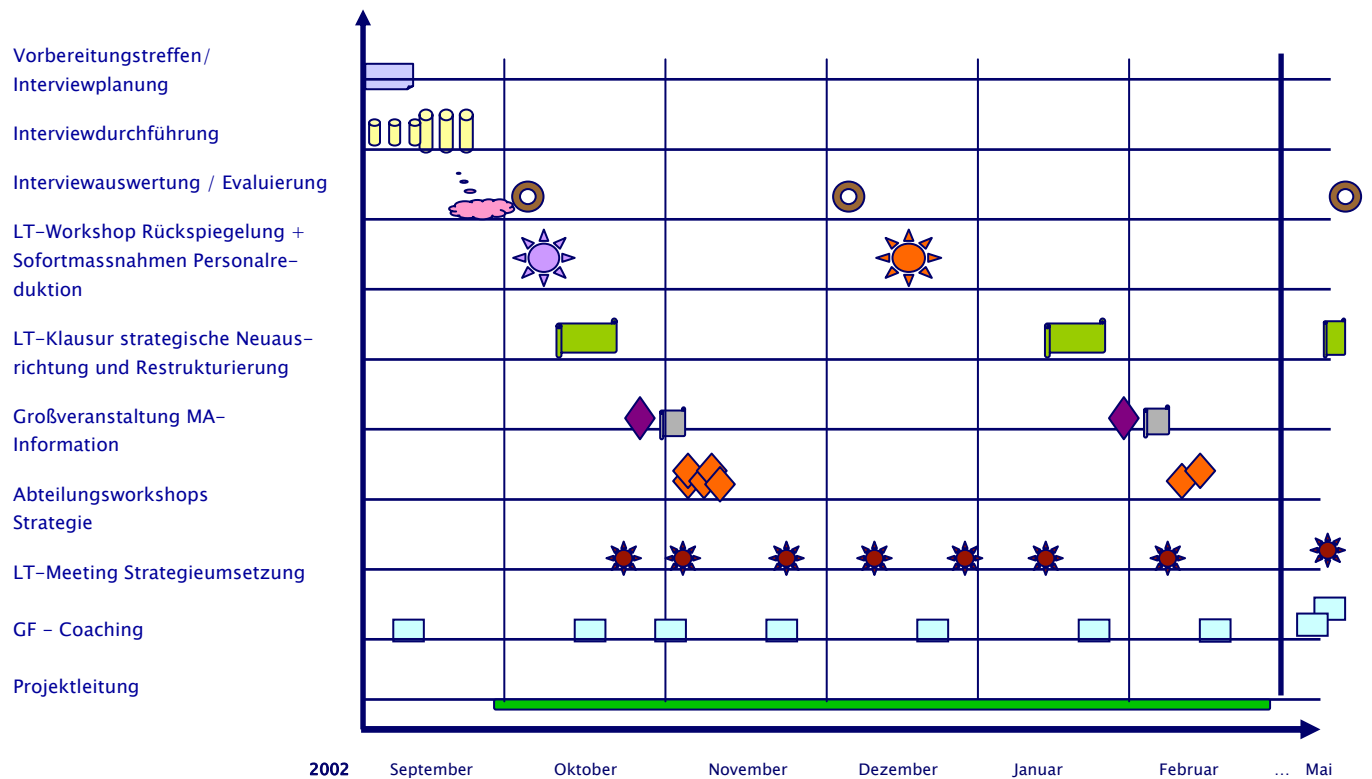 Vorbereitungstreffen/
Interviewplanung
Interviewdurchführung
Interviewauswertung / Evaluierung
LT–Workshop Rückspiegelung +
Sofortmassnahmen Personalre–
duktion
LT–Klausur strategische Neuaus–
richtung und Restrukturierung
Großveranstaltung MA–
Information
Abteilungsworkshops
Strategie
LT–Meeting Strategieumsetzung
GF – Coaching
Projektleitung
2002 September Oktober November Dezember Januar Februar ... Mai